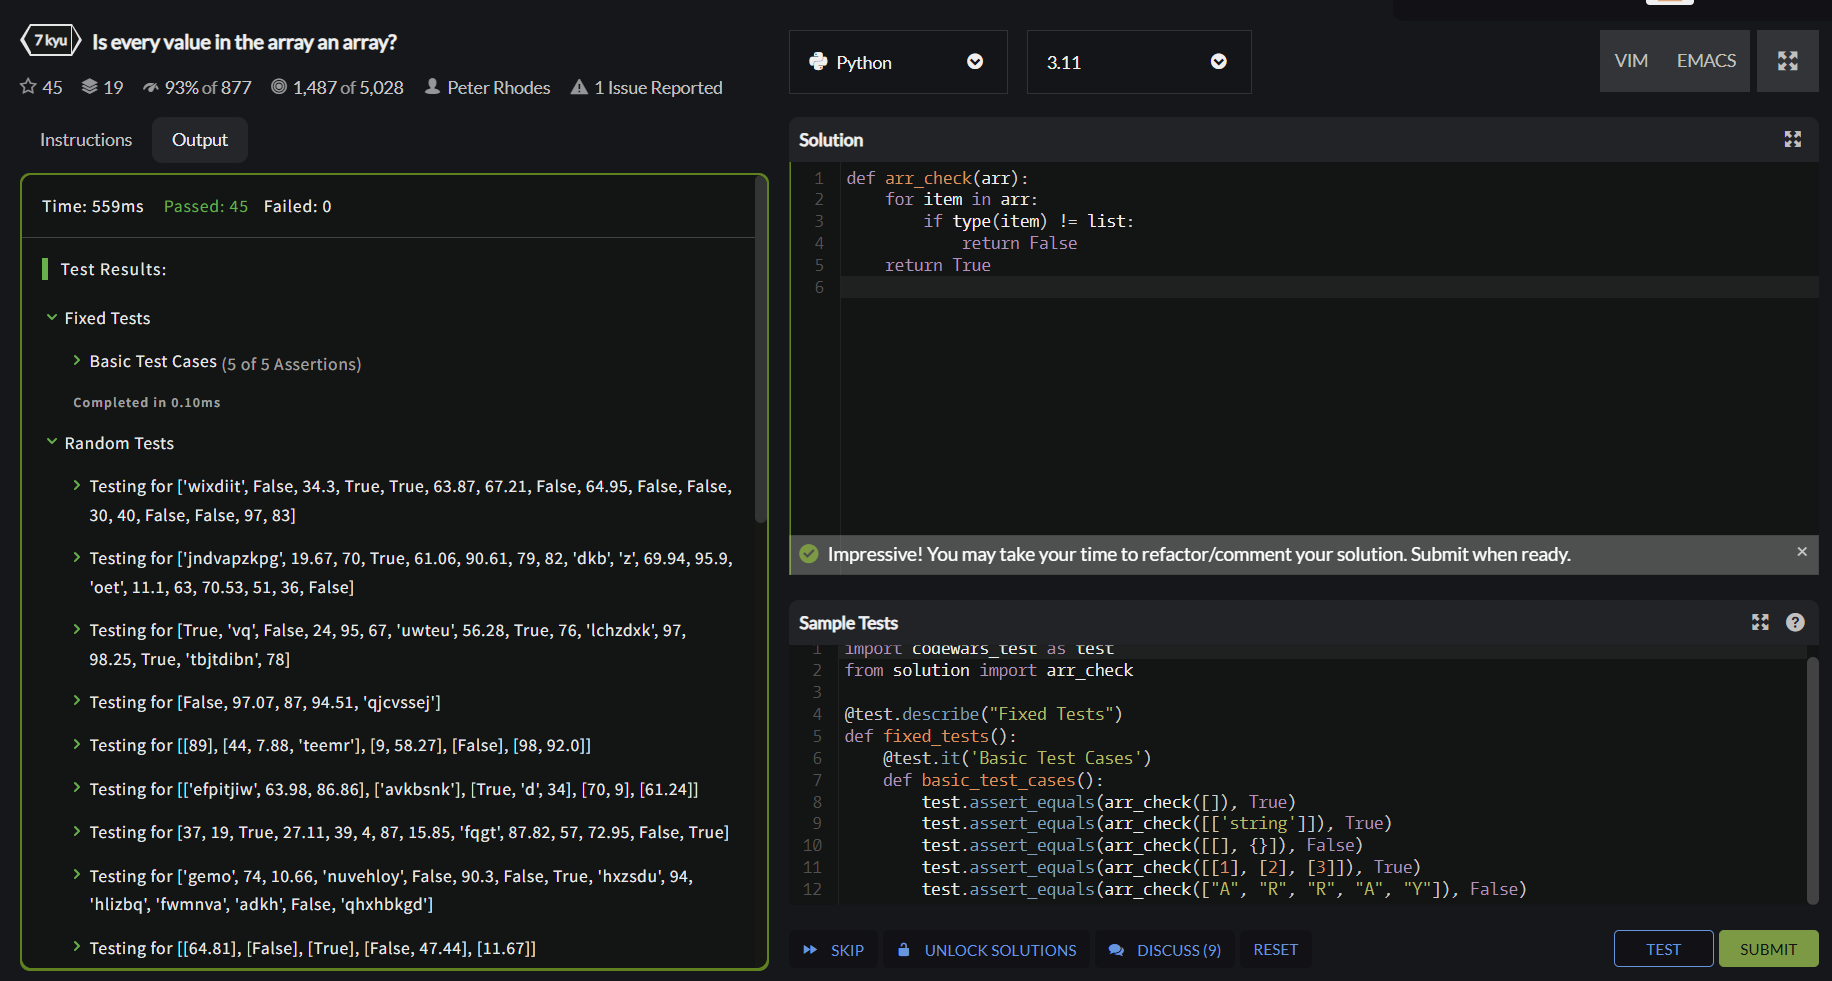 7 kyu Is every value in the array an array?
45 19 93% of 877 1,487 of 5,028 Peter Rhodes 1 Issue Reported
Instructions Output
Time: 559ms Passed: 45 Failed: 0
Test Results:
Fixed Tests
Basic Test Cases (5 of 5 Assertions)
Completed in 0.10ms
Random Tests
Testing for ['wixdiit', False, 34.3, True, True, 63.87, 67.21, False, 64.95, False, False,
30, 40, False, False, 97, 83]
Testing for ['jndvapzkpg', 19.67, 70, True, 61.06, 90.61, 79, 82, 'dkb', 'z', 69.94, 95.9,
'oet', 11.1, 63, 70.53, 51, 36, False]
Testing for [True, 'vq', False, 24, 95, 67, 'uwteu', 56.28, True, 76, 'lchzdxk', 97,
98.25, True, 'tbjtdibn', 78]
Testing for [False, 97.07, 87, 94.51, 'qjcvssej']
Testing for [[89], [44, 7.88, 'teemr'], [9, 58.27], [False], [98, 92.0]]
Testing for [['efpitjiw', 63.98, 86.86], ['avkbsnk'], [True, 'd', 34], [70, 9], [61.24]]
Testing for [37, 19, True, 27.11, 39, 4, 87, 15.85, 'fqgt', 87.82, 57, 72.95, False, True]
Testing for ['gemo', 74, 10.66, 'nuvehloy', False, 90.3, False, True, 'hxzsdu', 94,
'hlizbq', 'fwmnva', 'adkh', False, 'qhxhbkgd']
Testing for [[64.81], [False], [True], [False, 47.44], [11.67]]
Python 3.11 VIM EMACS
Solution
1 def arr_check(arr):
2 for item in arr:
3 if type(item) != list:
4 return False
5 return True
6
Impressive! You may take your time to refactor/comment your solution. Submit when ready. ×
Sample Tests ?
1 import codewars_test as test
2 from solution import arr_check
3
4 @test.describe("Fixed Tests")
5 def fixed_tests():
6 @test.it('Basic Test Cases')
7 def basic_test_cases():
8 test.assert_equals(arr_check([]), True)
9 test.assert_equals(arr_check([['string']]), True)
10 test.assert_equals(arr_check([[], {}]), False)
11 test.assert_equals(arr_check([[1], [2], [3]]), True)
12 test.assert_equals(arr_check(["A", "R", "R", "A", "Y"]), False)
SKIP UNLOCK SOLUTIONS DISCUSS (9) RESET TEST SUBMIT